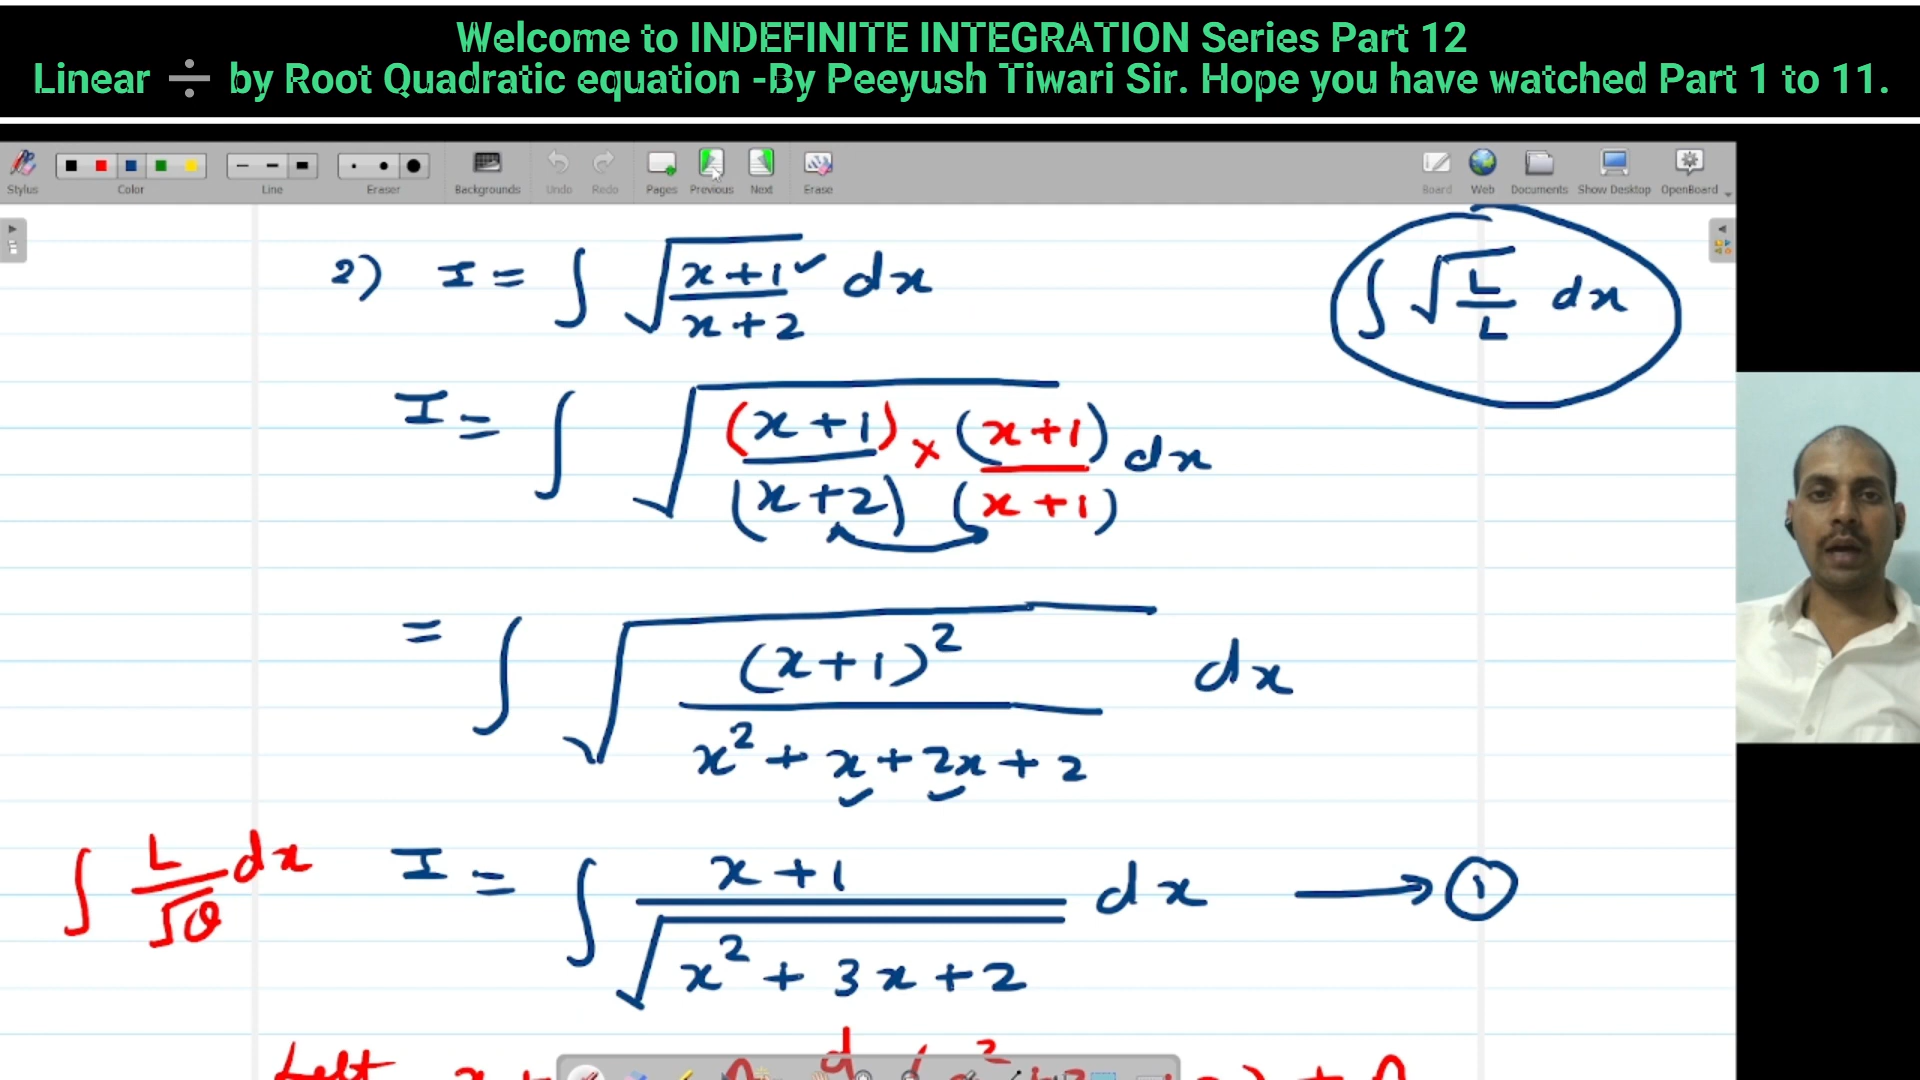 Welcome to INDEFINITE INTEGRATION Series Part 12
Linear ÷ by Root Quadratic equation -By Peeyush Tiwari Sir. Hope you have watched Part 1 to 11.
Stylus Color Line Eraser Backgrounds Undo Redo Pages Previous Next Erase Board Web Documents Show Desktop OpenBoard
2) I = ∫ √((x+1)/(x+2)) dx
∫ √(L/L) dx
I = ∫ √((x+1)×(x+1)/(x+2)(x+1)) dx
= ∫ √((x+1)²/(x²+x+2x+2)) dx
∫ L/√Q dx
I = ∫ (x+1)/√(x²+3x+2) dx → ①
Left